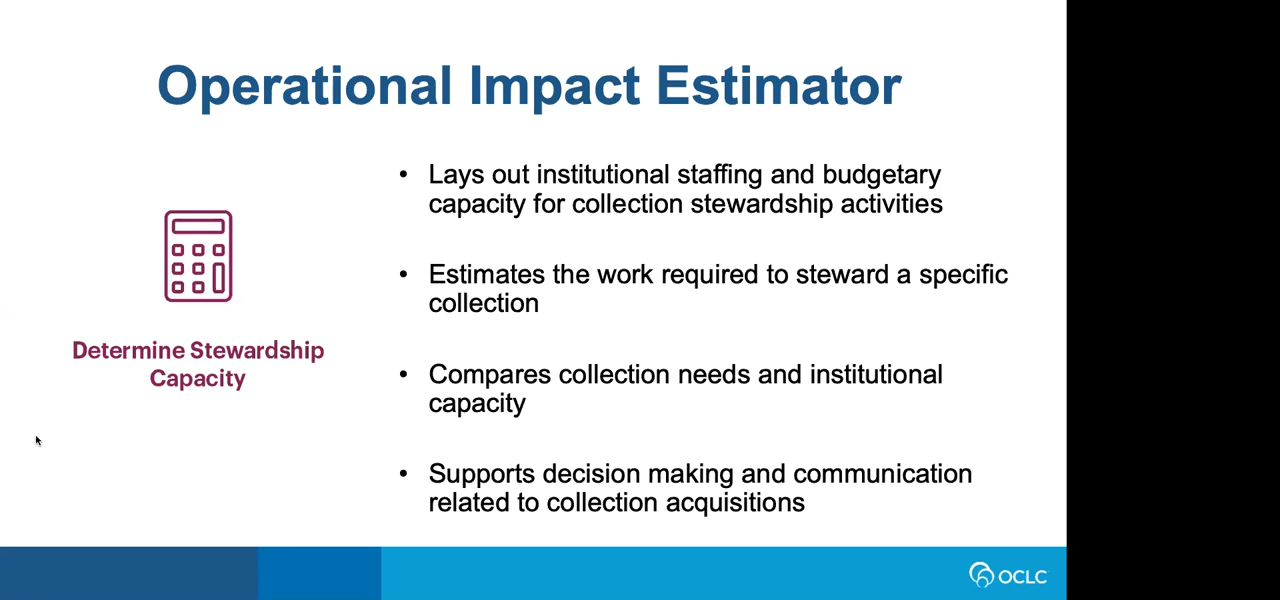 Operational Impact Estimator
• Lays out institutional staffing and budgetary
capacity for collection stewardship activities
• Estimates the work required to steward a specific
collection
Determine Stewardship
Capacity
• Compares collection needs and institutional
capacity
• Supports decision making and communication
related to collection acquisitions
OCLC